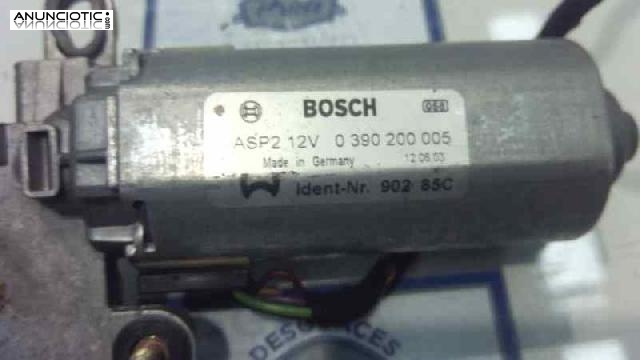 ANUNCIOTIC.com
BOSCH
ASP2 12V 0 390 200 005
Made in Germany 12.06.03
Ident-Nr. 902 85C
DESGUACES